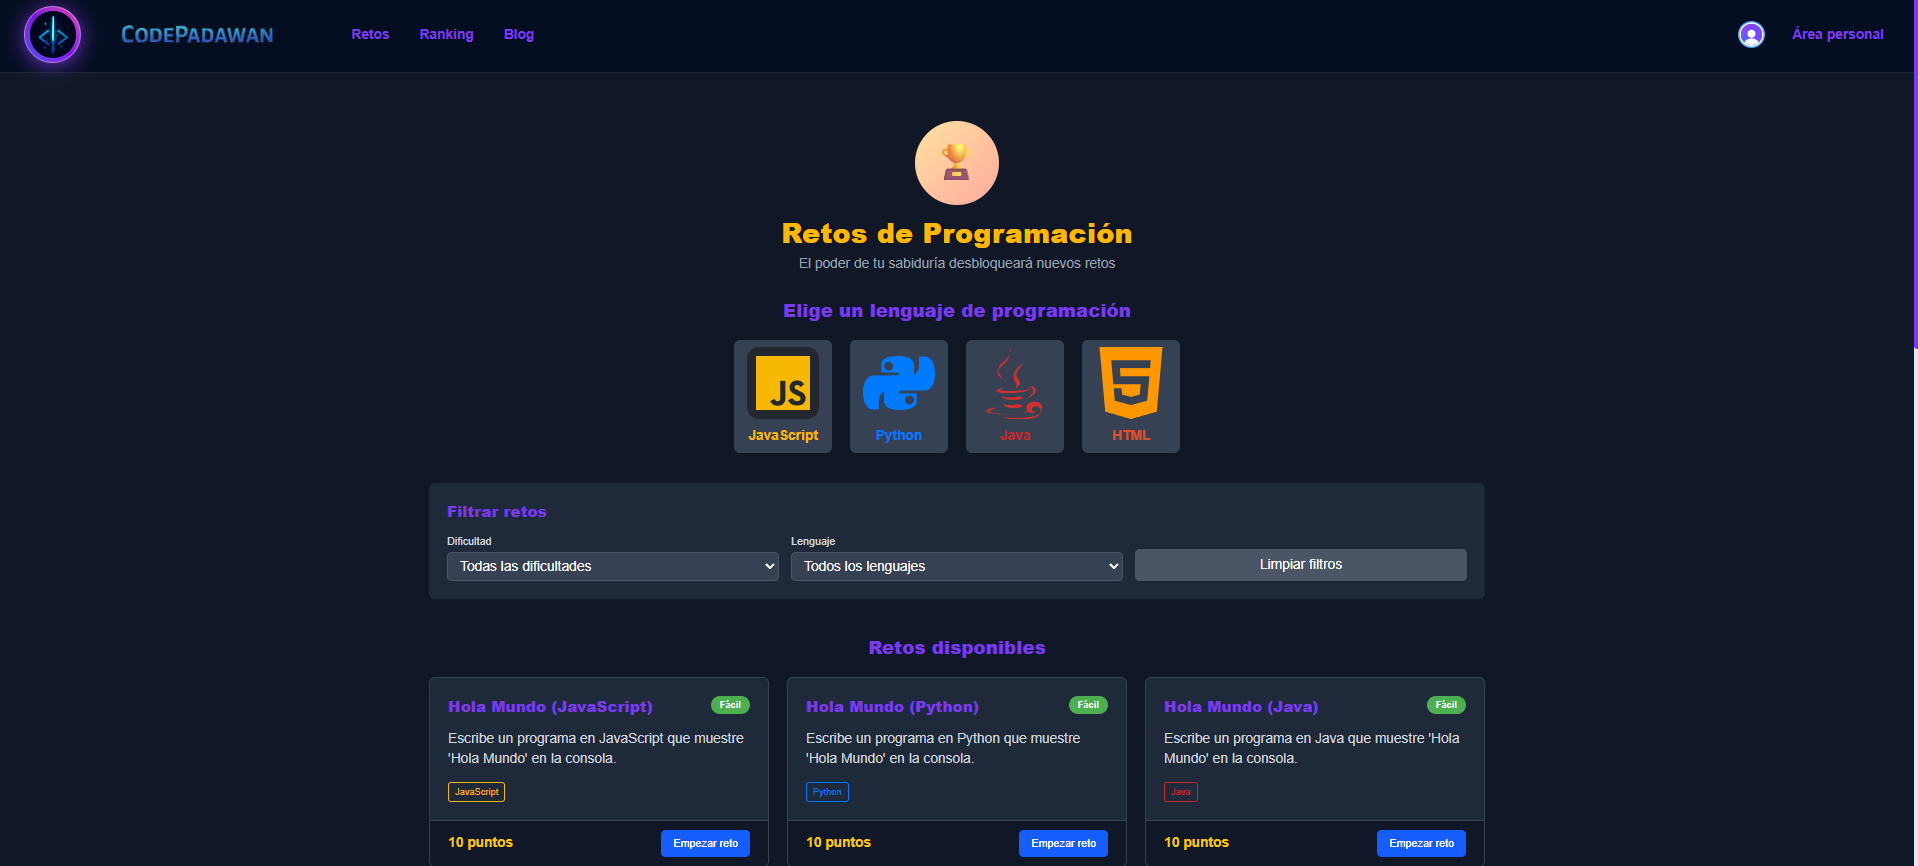 CodePadawan
Retos
Ranking
Blog
Área personal
Retos de Programación
El poder de tu sabiduría desbloqueará nuevos retos
Elige un lenguaje de programación
JS
JavaScript
Python
Java
5
HTML
Filtrar retos
Dificultad
Todas las dificultades
Lenguaje
Todos los lenguajes
Limpiar filtros
Retos disponibles
Hola Mundo (JavaScript)
Fácil
Escribe un programa en JavaScript que muestre
'Hola Mundo' en la consola.
JavaScript
10 puntos
Empezar reto
Hola Mundo (Python)
Fácil
Escribe un programa en Python que muestre
'Hola Mundo' en la consola.
Python
10 puntos
Empezar reto
Hola Mundo (Java)
Fácil
Escribe un programa en Java que muestre 'Hola
Mundo' en la consola.
Java
10 puntos
Empezar reto